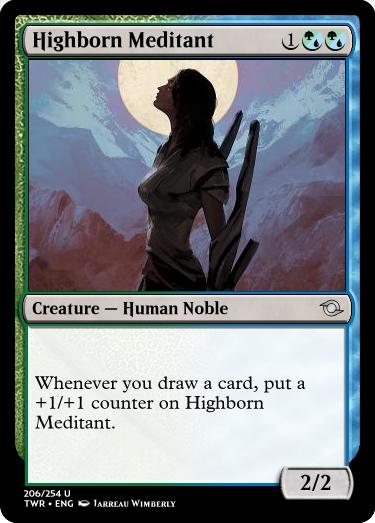 Highborn Meditant 1
Creature — Human Noble
Whenever you draw a card, put a
+1/+1 counter on Highborn
Meditant.
2/2
206/254 U
TWR • ENG Jarreau Wimberly